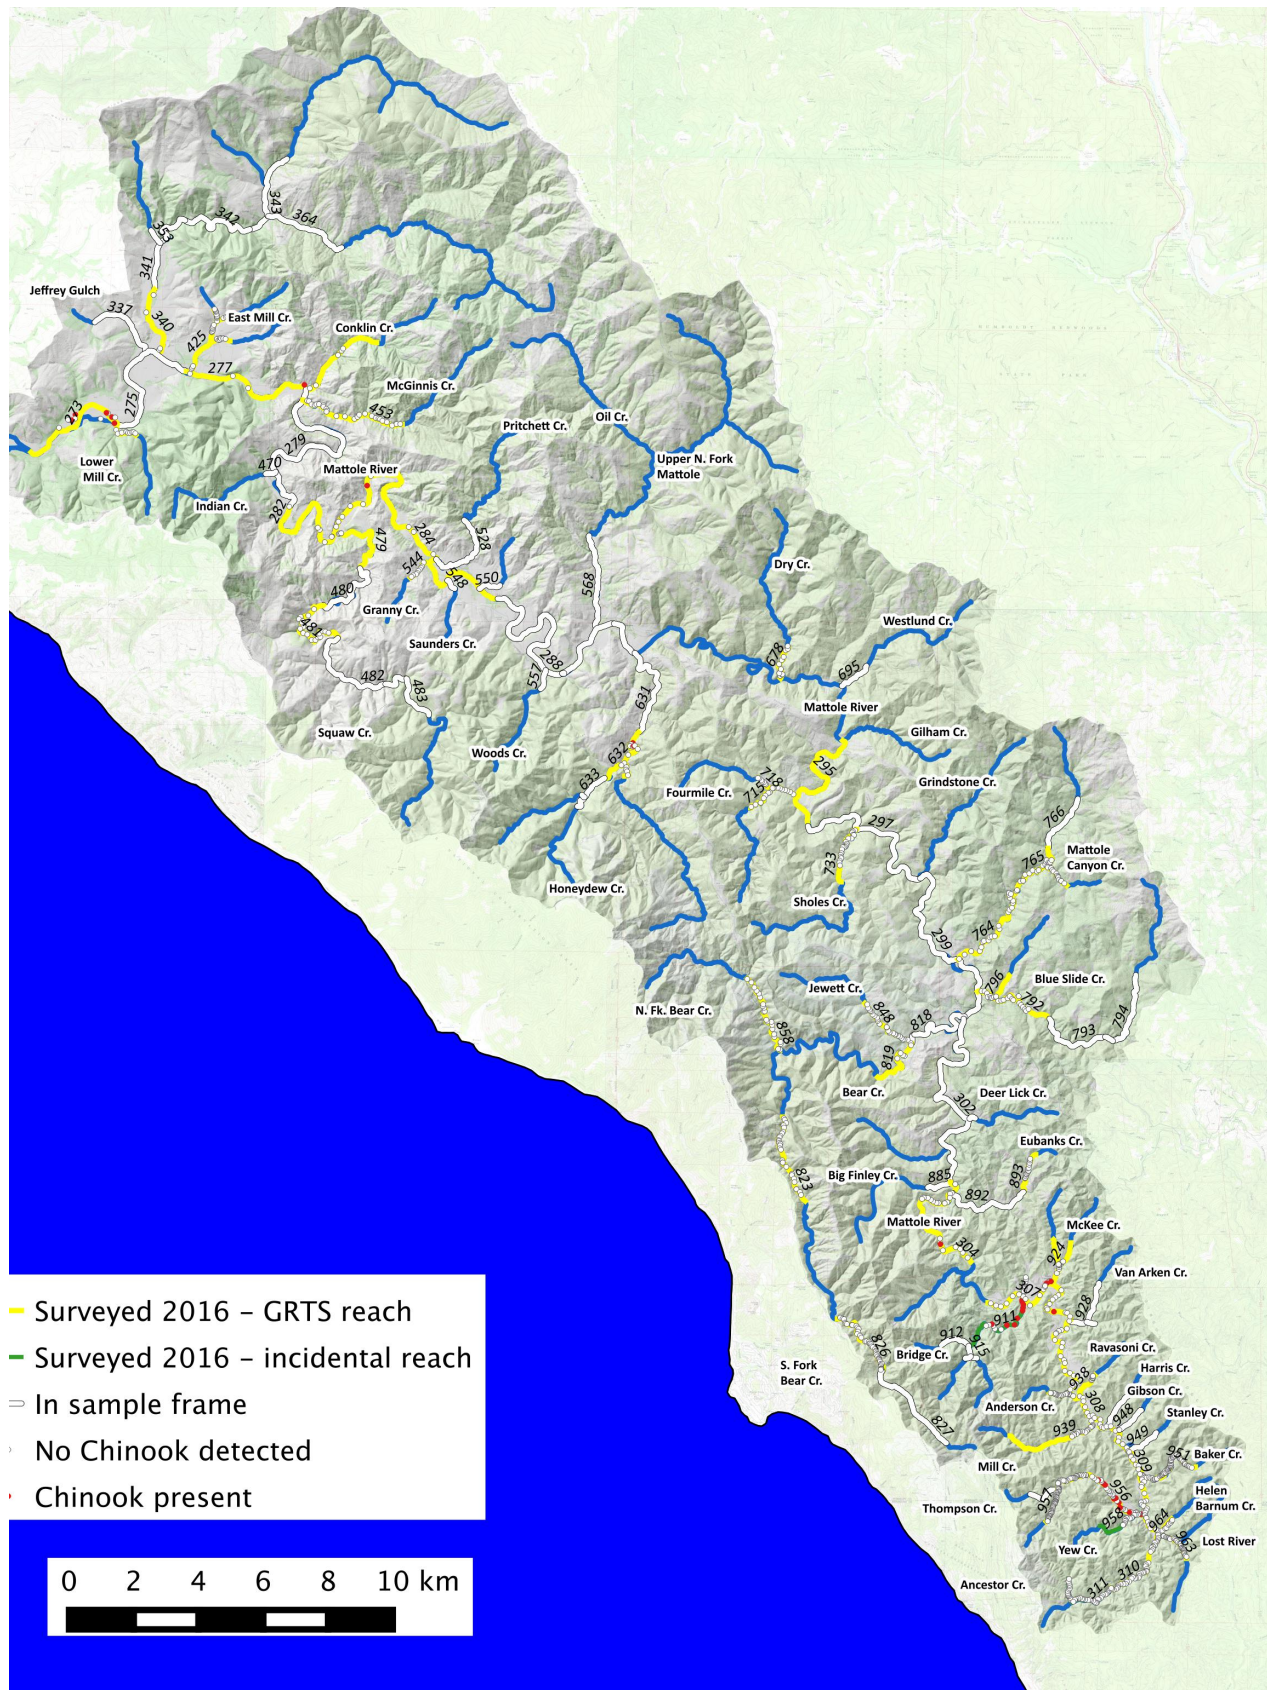 343
342
364
353
341
Jeffrey Gulch
337
340
East Mill Cr.
425
Conklin Cr.
277
McGinnis Cr.
273
275
453
Oil Cr.
Pritchett Cr.
279
Lower
Mill Cr.
470
Mattole River
Upper N. Fork
Mattole
Indian Cr.
282
479
284
528
544
548
550
Dry Cr.
480
568
Granny Cr.
481
Saunders Cr.
Westlund Cr.
288
557
678
695
482
483
631
Mattole River
Squaw Cr.
Woods Cr.
632
Gilham Cr.
295
633
718
Fourmile Cr.
715
Grindstone Cr.
297
766
733
765
Mattole
Canyon Cr.
Honeydew Cr.
Sholes Cr.
299
764
Jewett Cr.
796
Blue Slide Cr.
N. Fk. Bear Cr.
848
818
792
793
794
858
819
Bear Cr.
302
Deer Lick Cr.
Eubanks Cr.
Big Finley Cr.
885
823
892
893
Mattole River
McKee Cr.
304
924
Van Arken Cr.
307
928
911
912
915
Bridge Cr.
826
Ravasoni Cr.
S. Fork
Bear Cr.
938
Harris Cr.
308
Gibson Cr.
Anderson Cr.
948
Stanley Cr.
827
939
949
309
951
Baker Cr.
Mill Cr.
Helen
Barnum Cr.
957
956
Thompson Cr.
958
964
963
Lost River
Yew Cr.
Ancestor Cr.
311
310
Surveyed 2016 – GRTS reach
Surveyed 2016 – incidental reach
In sample frame
No Chinook detected
Chinook present
0 2 4 6 8 10 km